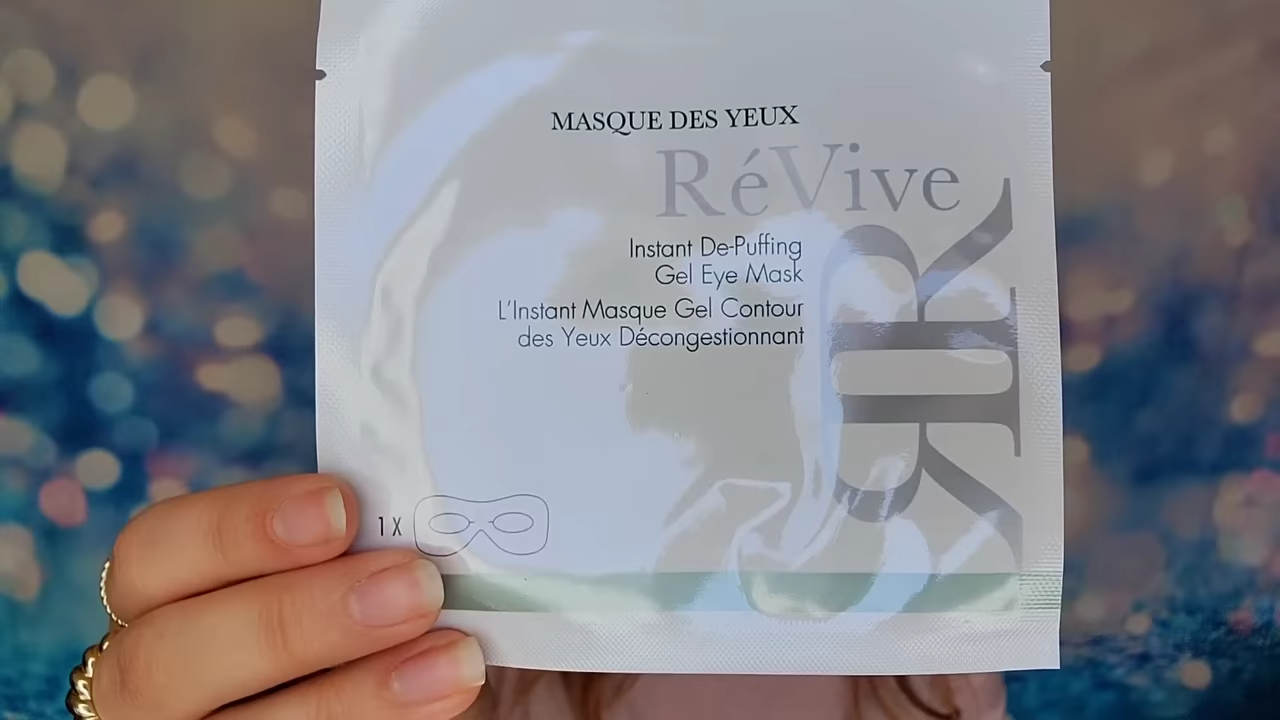 MASQUE DES YEUX
RéVive
Instant De-Puffing
Gel Eye Mask
L'Instant Masque Gel Contour
des Yeux Décongestionnant
1 X